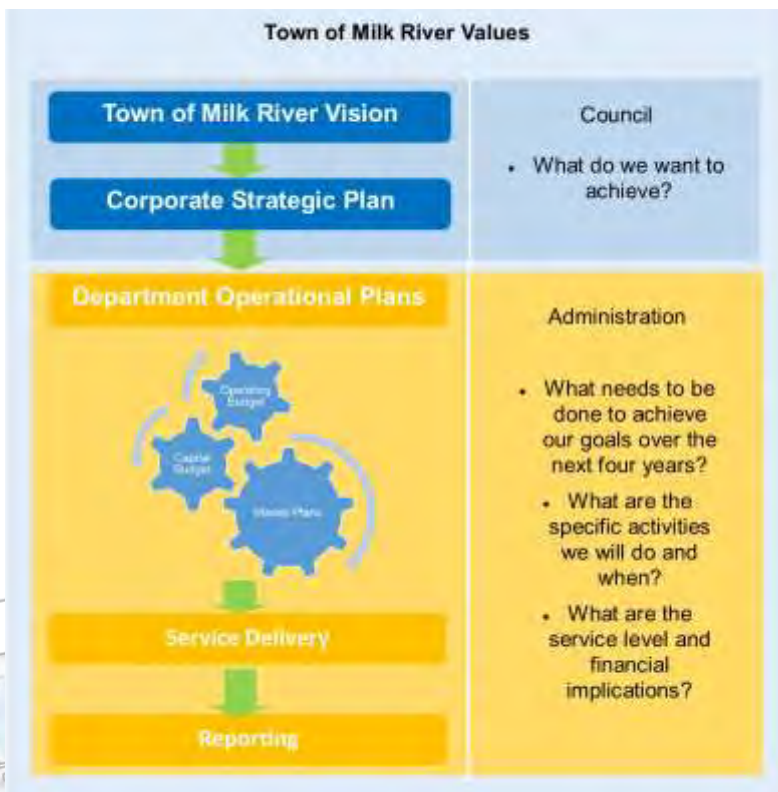 Town of Milk River Values
Town of Milk River Vision
Corporate Strategic Plan
Council
• What do we want to
achieve?
Department Operational Plans
Operating
Budget
Capital
Budget
Master Plans
Service Delivery
Reporting
Administration
• What needs to be
done to achieve
our goals over the
next four years?
• What are the
specific activities
we will do and
when?
• What are the
service level and
financial
implications?